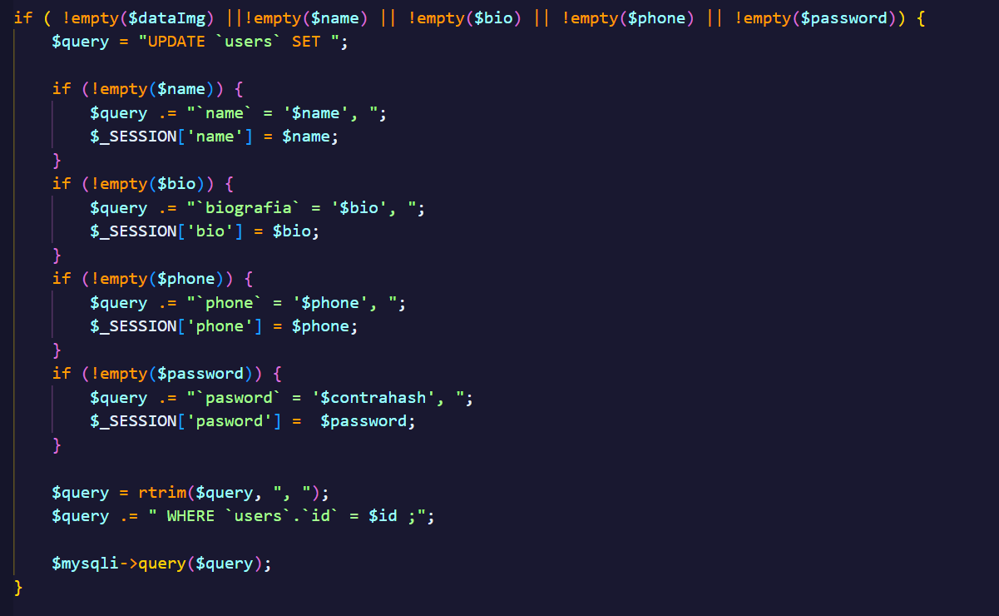 if ( !empty($dataImg) ||!empty($name) || !empty($bio) || !empty($phone) || !empty($password)) {
    $query = "UPDATE `users` SET ";

    if (!empty($name)) {
        $query .= "`name` = '$name', ";
        $_SESSION['name'] = $name;
    }
    if (!empty($bio)) {
        $query .= "`biografia` = '$bio', ";
        $_SESSION['bio'] = $bio;
    }
    if (!empty($phone)) {
        $query .= "`phone` = '$phone', ";
        $_SESSION['phone'] = $phone;
    }
    if (!empty($password)) {
        $query .= "`pasword` = '$contrahash', ";
        $_SESSION['pasword'] =  $password;
    }

    $query = rtrim($query, ", ");
    $query .= " WHERE `users`.`id` = $id ;";

    $mysqli->query($query);
}